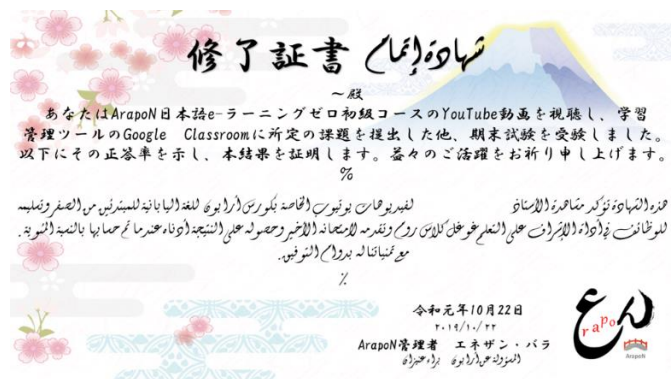 修了証書 شهادة إتمام
～殿
あなたはArapoN日本語e-ラーニングゼロ初級コースのYouTube動画を視聴し、学習
管理ツールのGoogle Classroomに所定の課題を提出した他、期末試験を受験しました。
以下にその正答率を示し、本結果を証明します。益々のご活躍をお祈り申し上げます。
%
هذه الشهادة تؤكد مشاهدة الأستاذ لفيديوهات يوتيوب الخاصة بكورس أرابون للغة اليابانية للمبتدئين من الصفر وتسليمه
للوظائف في أداة الإشراف على التعلم غوغل كلاس روم وتقدمه لامتحانه الأخير وحصوله على النتيجة أدناه عندما تم حسابها بالنسبة المئوية.
مع تمنياتنا له بدوام التوفيق.
٪
令和元年10月22日
٢٠١٩/١٠/٢٢
ArapoN管理者 エネザン・バラ
المسؤولة عن أرابون براء عنيزان
rapo
ArapoN